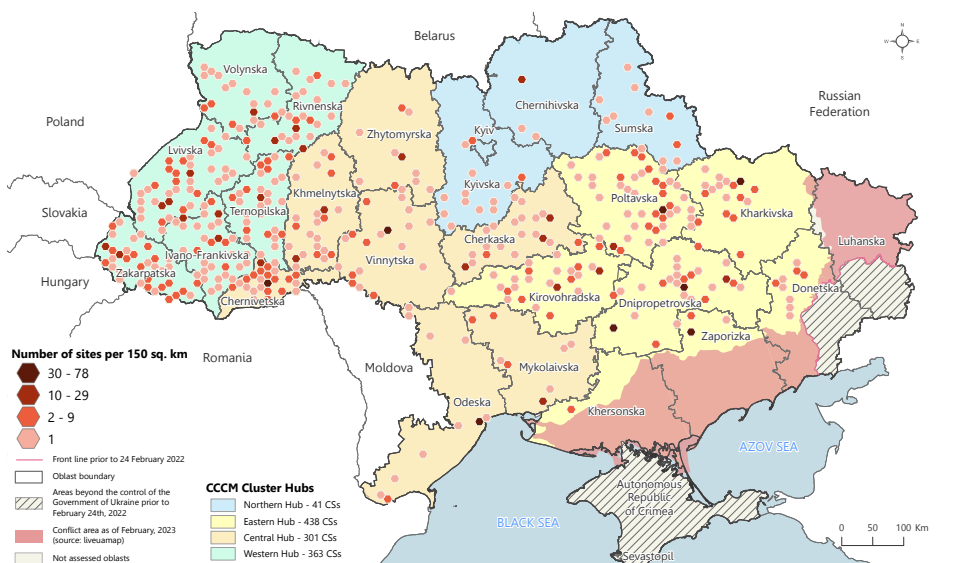 Belarus
N
W
E
S
Volynska
Rivnenska
Chernihivska
Russian
Federation
Poland
Zhytomyrska
Kyiv
Sumska
Lvivska
Kyivska
Khmelnytska
Poltavska
Slovakia
Ternopilska
Kharkivska
Cherkaska
Luhanska
Ivano-Frankivska
Zakarpatska
Vinnytska
Hungary
Donetska
Kirovohradska
Chernivetska
Dnipropetrovska
Zaporizka
Number of sites per 150 sq. km
30 - 78
10 - 29
2 - 9
1
Romania
Moldova
Mykolaivska
Odeska
Khersonska
AZOV SEA
Front line prior to 24 February 2022
Oblast boundary
Areas beyond the control of the
Government of Ukraine prior to
February 24th, 2022
Conflict area as of February, 2023
(source: liveuamap)
Not assessed oblasts
CCCM Cluster Hubs
Northern Hub - 41 CSs
Eastern Hub - 438 CSs
Central Hub - 301 CSs
Western Hub - 363 CSs
Autonomous
Republic
of Crimea
BLACK SEA
Sevastopil
0 50 100 Km